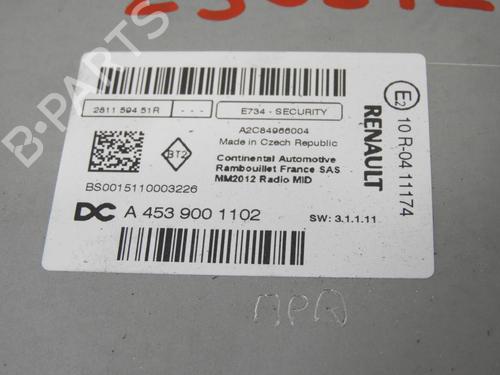 2811 594 51R
- - -
E734 - SECURITY
A2C84966004
Made in Czech Republic
BT2
Continental Automotive
Rambouillet France SAS
MM2012 Radio MID
BS0015110003226
DC A 453 900 1102
SW: 3.1.1.11
E2 10 R-04 11174
RENAULT
B-PARTS